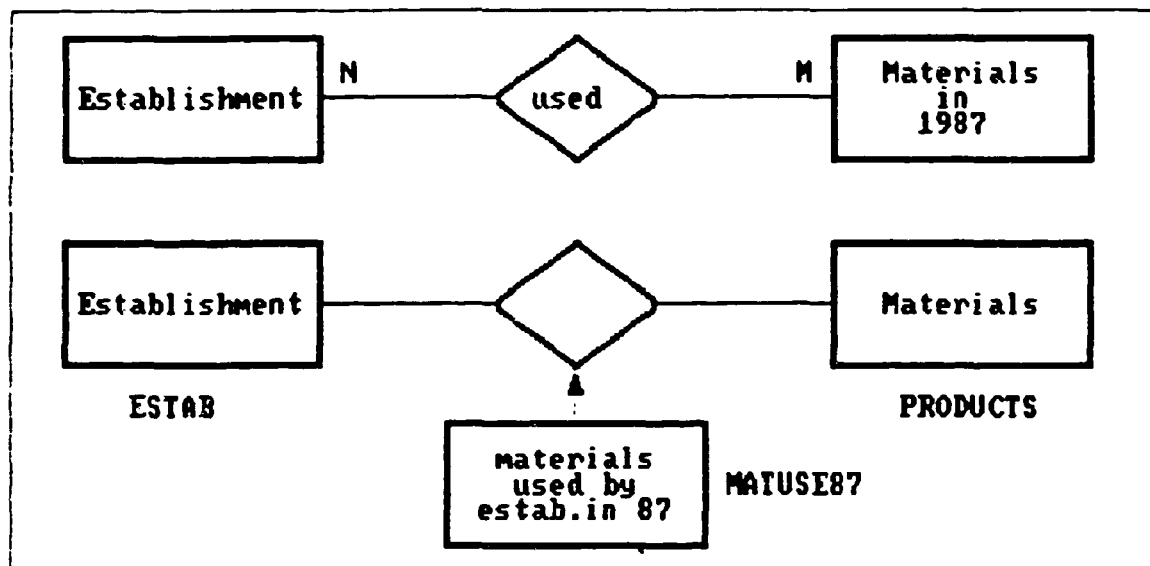 Establishment
N
used
M
Materials
in
1987
Establishment
Materials
ESTAB
PRODUCTS
materials
used by
estab.in 87
MATUSE87